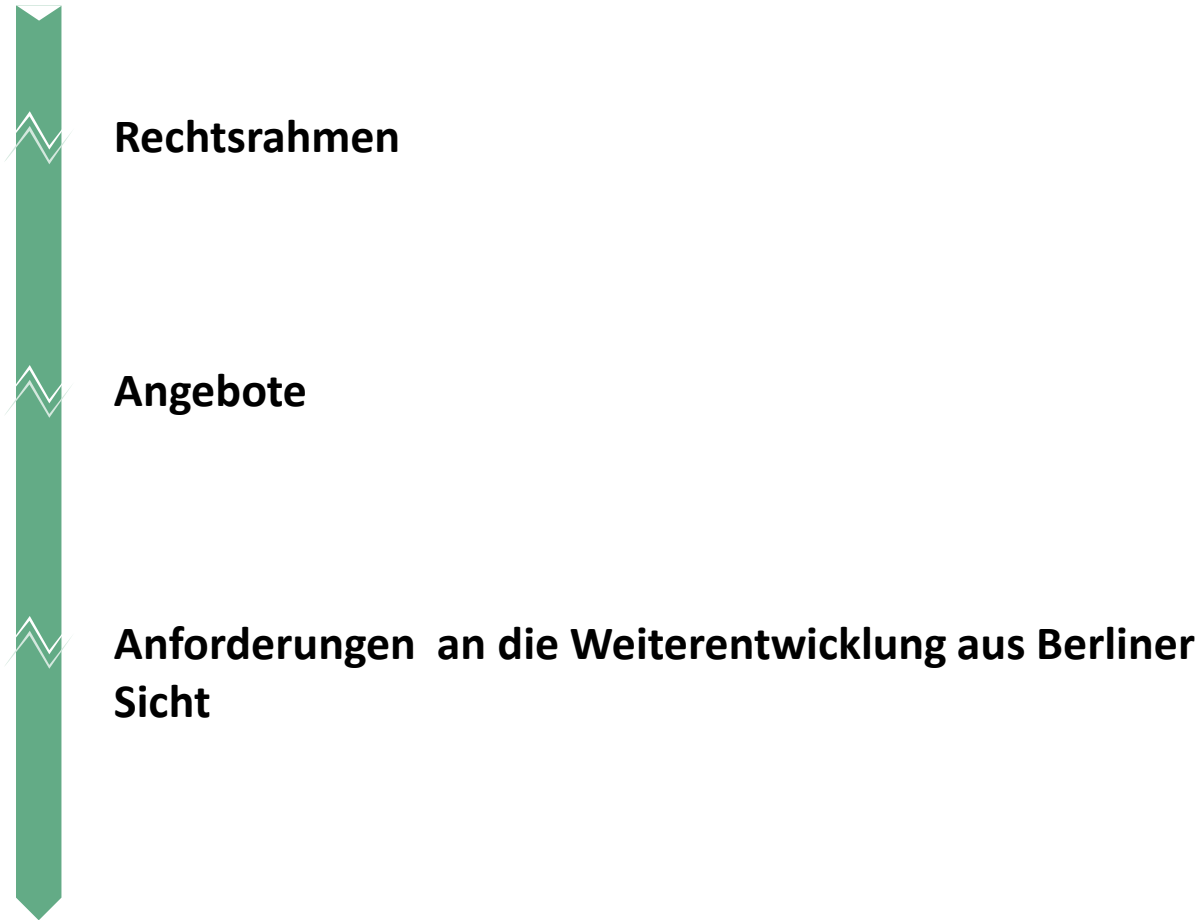 Rechtsrahmen
Angebote
Anforderungen  an die Weiterentwicklung aus Berliner
Sicht